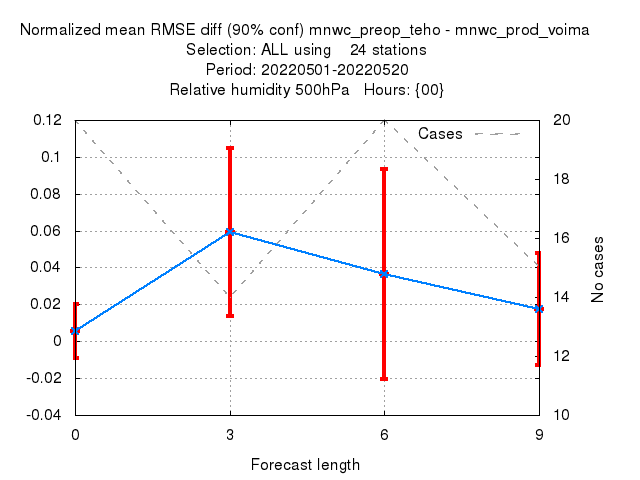 Normalized mean RMSE diff (90% conf) mnwc_preop_teho - mnwc_prod_voima
Selection: ALL using    24 stations
Period: 20220501-20220520
Relative humidity 500hPa   Hours: {00}
Cases
0.12
0.1
0.08
0.06
0.04
0.02
0
-0.02
-0.04
20
18
16
14
12
10
No cases
0 3 6 9
Forecast length